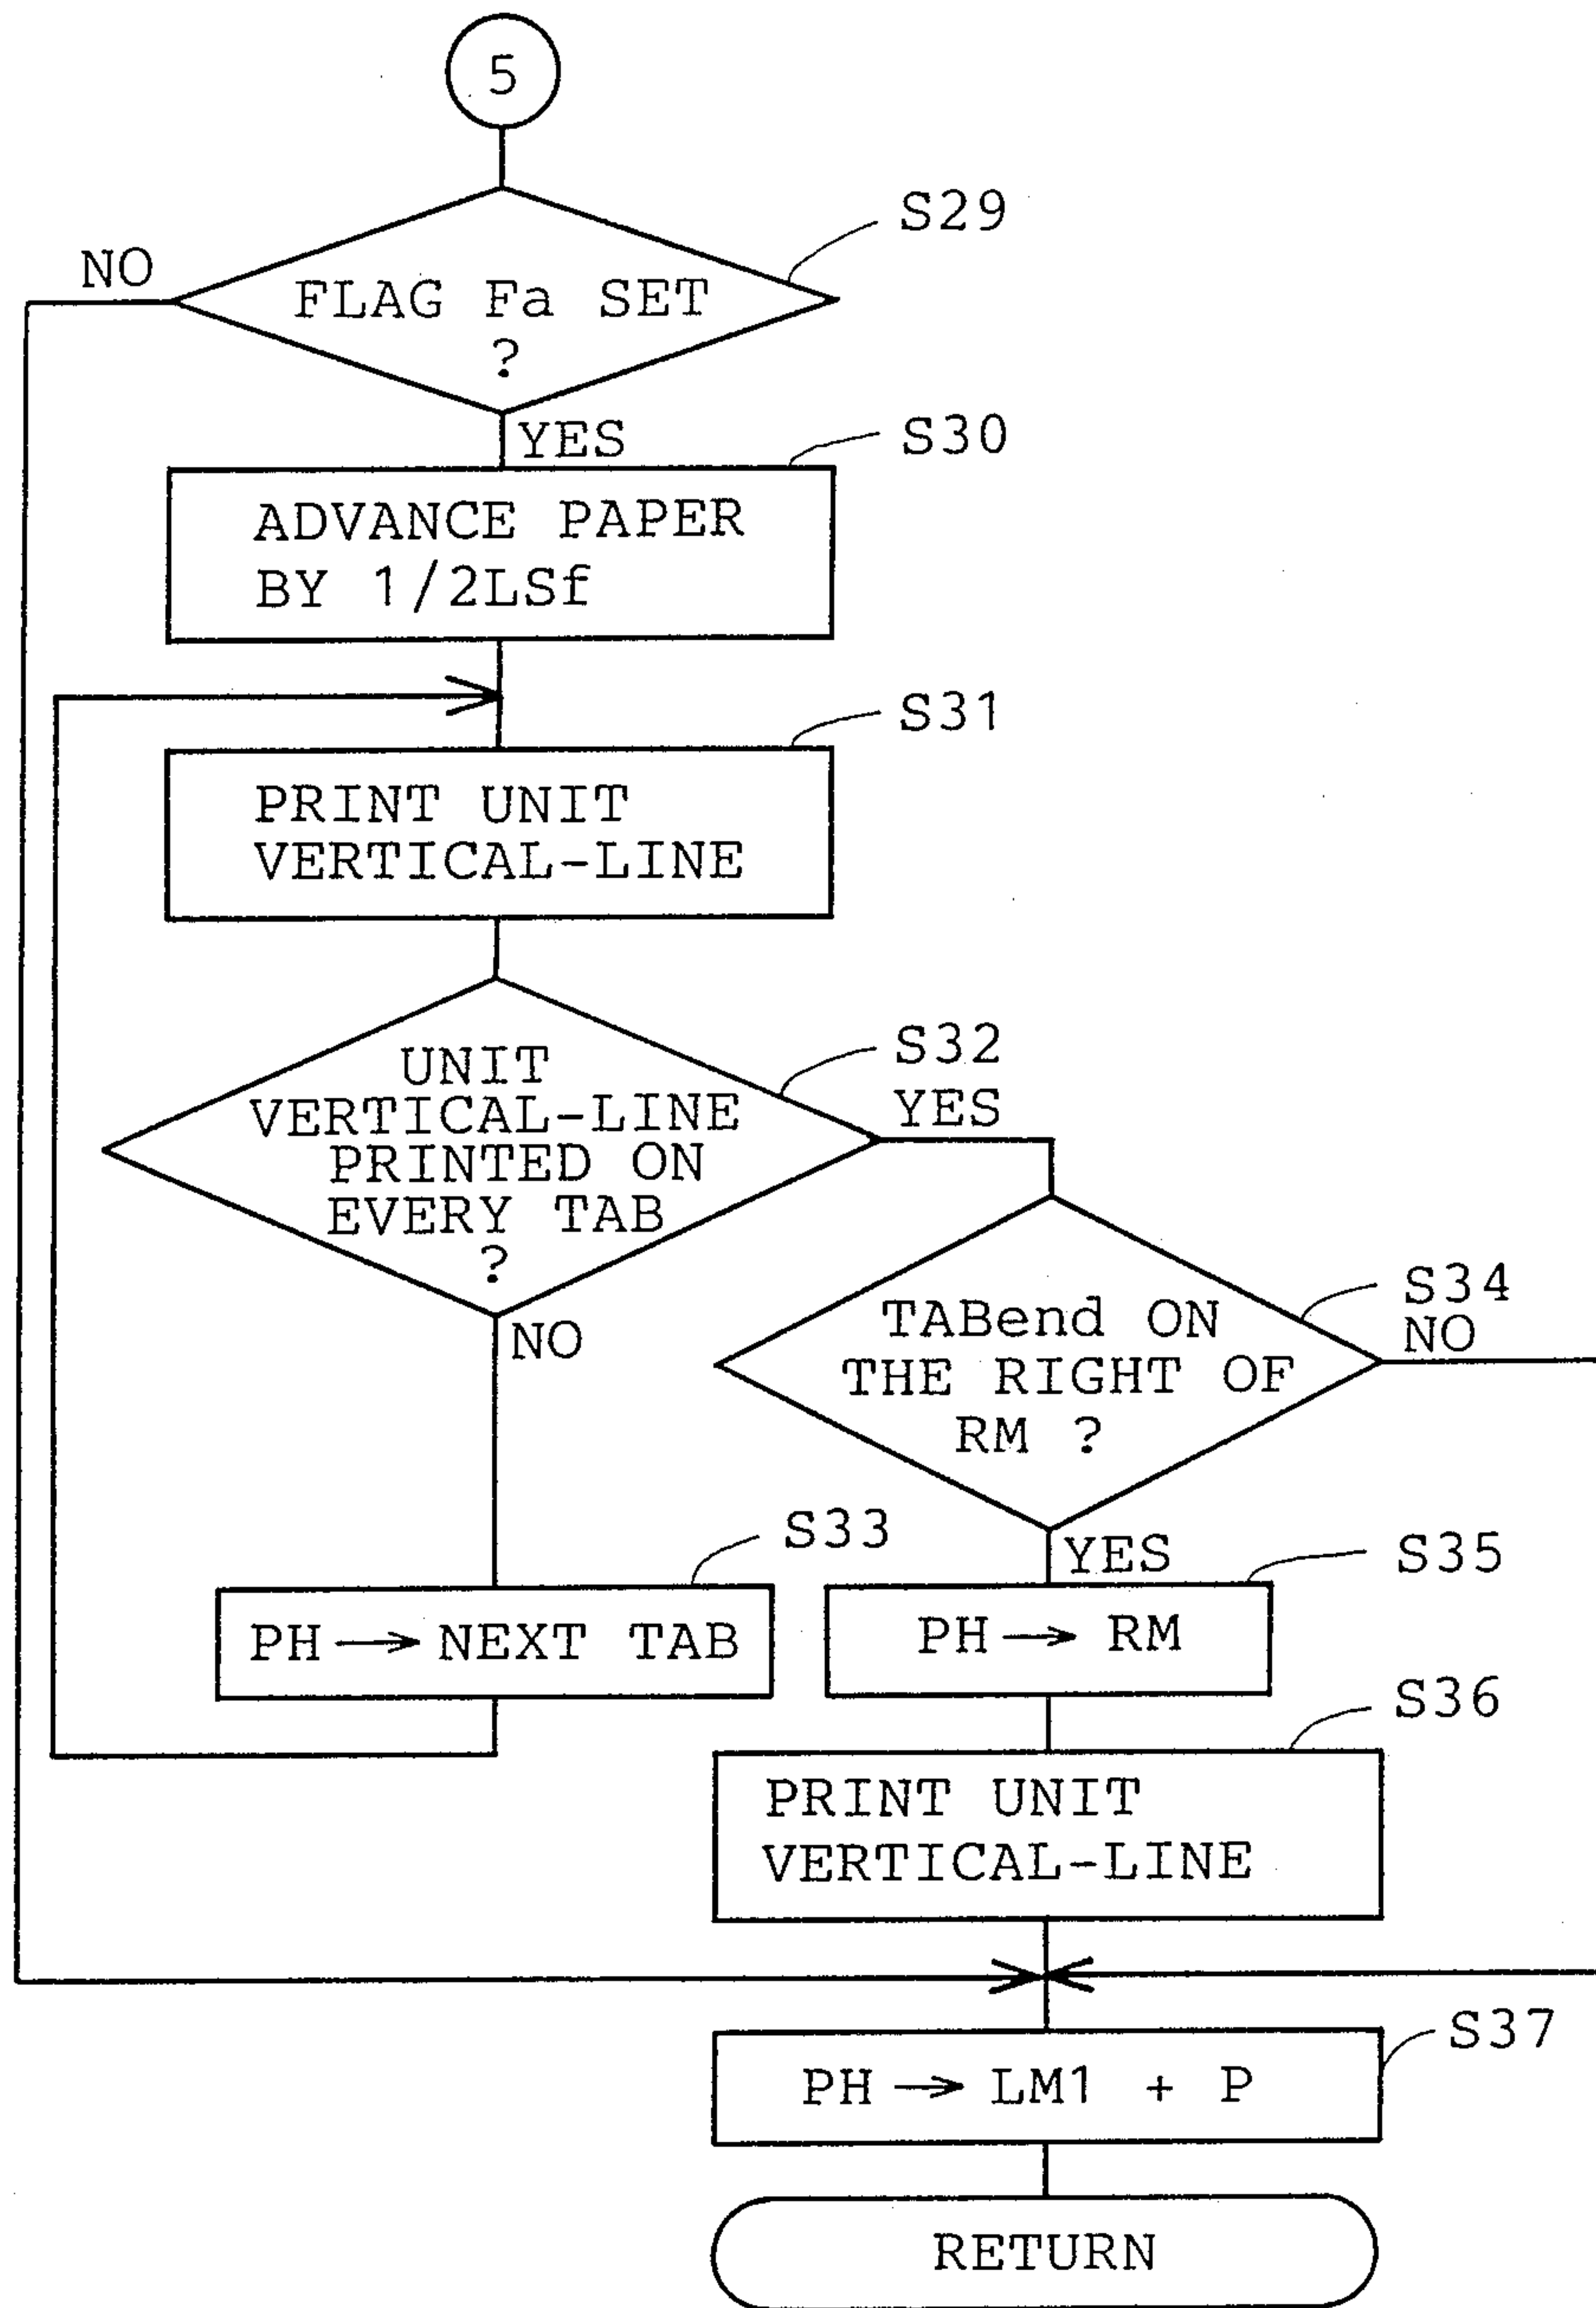 5
S29
NO
FLAG Fa SET
?
YES
S30
ADVANCE PAPER
BY 1/2LSf
S31
PRINT UNIT
VERTICAL-LINE
S32
YES
UNIT
VERTICAL-LINE
PRINTED ON
EVERY TAB
?
NO
S34
NO
TABend ON
THE RIGHT OF
RM ?
YES
S33
PH → NEXT TAB
S35
PH → RM
S36
PRINT UNIT
VERTICAL-LINE
S37
PH → LM1 + P
RETURN